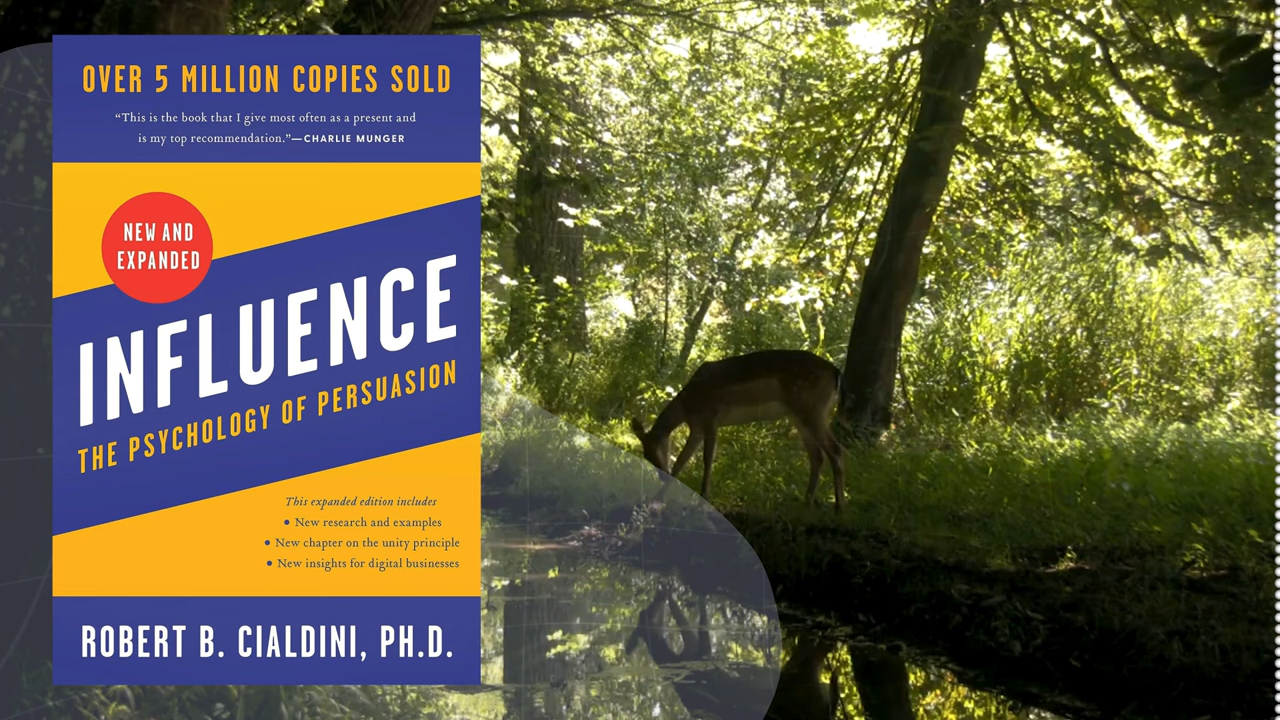 OVER 5 MILLION COPIES SOLD
“This is the book that I give most often as a present and
is my top recommendation.”—CHARLIE MUNGER
NEW AND
EXPANDED
INFLUENCE
THE PSYCHOLOGY OF PERSUASION
This expanded edition includes
• New research and examples
• New chapter on the unity principle
• New insights for digital businesses
ROBERT B. CIALDINI, PH.D.